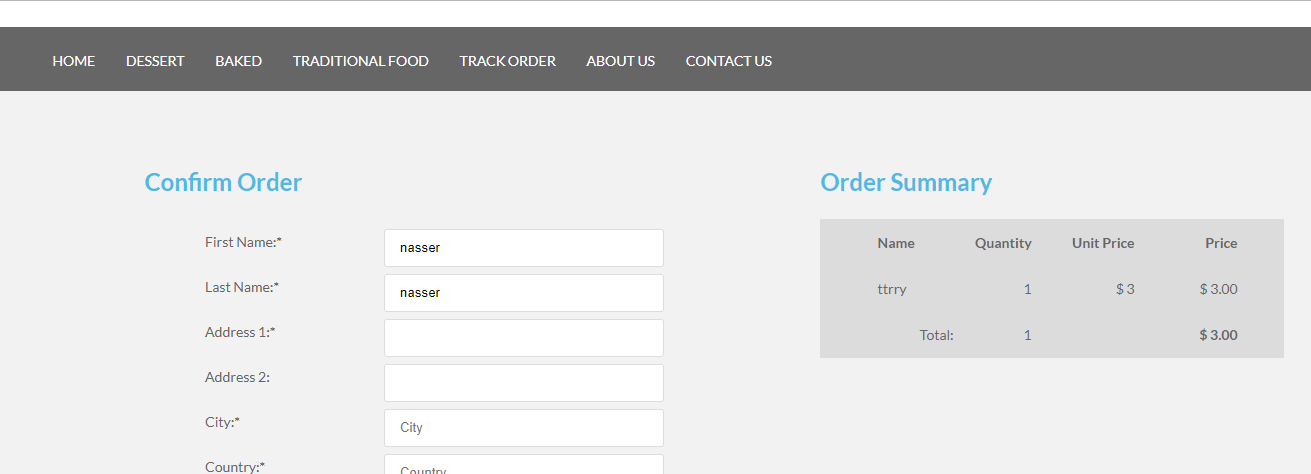 HOME DESSERT BAKED TRADITIONAL FOOD TRACK ORDER ABOUT US CONTACT US
Confirm Order
First Name:* nasser
Last Name:* nasser
Address 1:*
Address 2:
City:* City
Country:* Country
Order Summary
Name Quantity Unit Price Price
ttrry 1 $ 3 $ 3.00
Total: 1 $ 3.00